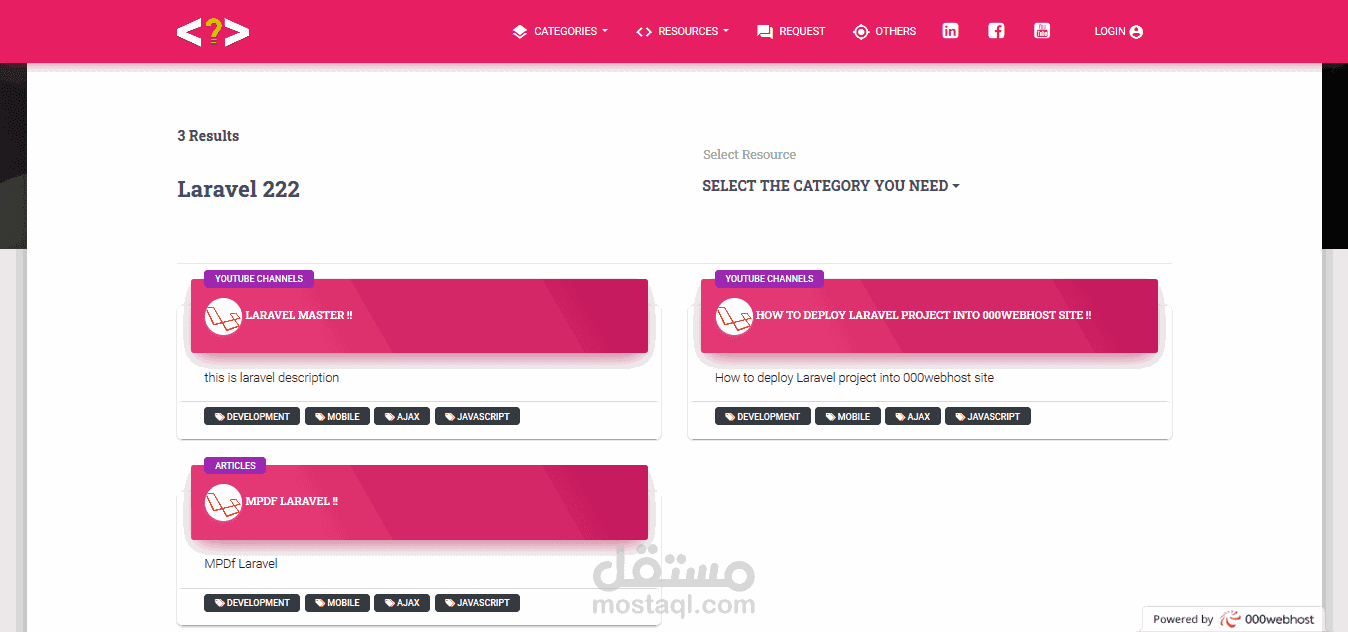 <?>
CATEGORIES
RESOURCES
REQUEST
OTHERS
in
f
You
Tube
LOGIN
3 Results
Laravel 222
Select Resource
SELECT THE CATEGORY YOU NEED
YOUTUBE CHANNELS
LARAVEL MASTER !!
this is laravel description
DEVELOPMENT MOBILE AJAX JAVASCRIPT
YOUTUBE CHANNELS
HOW TO DEPLOY LARAVEL PROJECT INTO 000WEBHOST SITE !!
How to deploy Laravel project into 000webhost site
DEVELOPMENT MOBILE AJAX JAVASCRIPT
ARTICLES
MPDF LARAVEL !!
MPDf Laravel
DEVELOPMENT MOBILE AJAX JAVASCRIPT
مستقل
mostaql.com
Powered by 000webhost